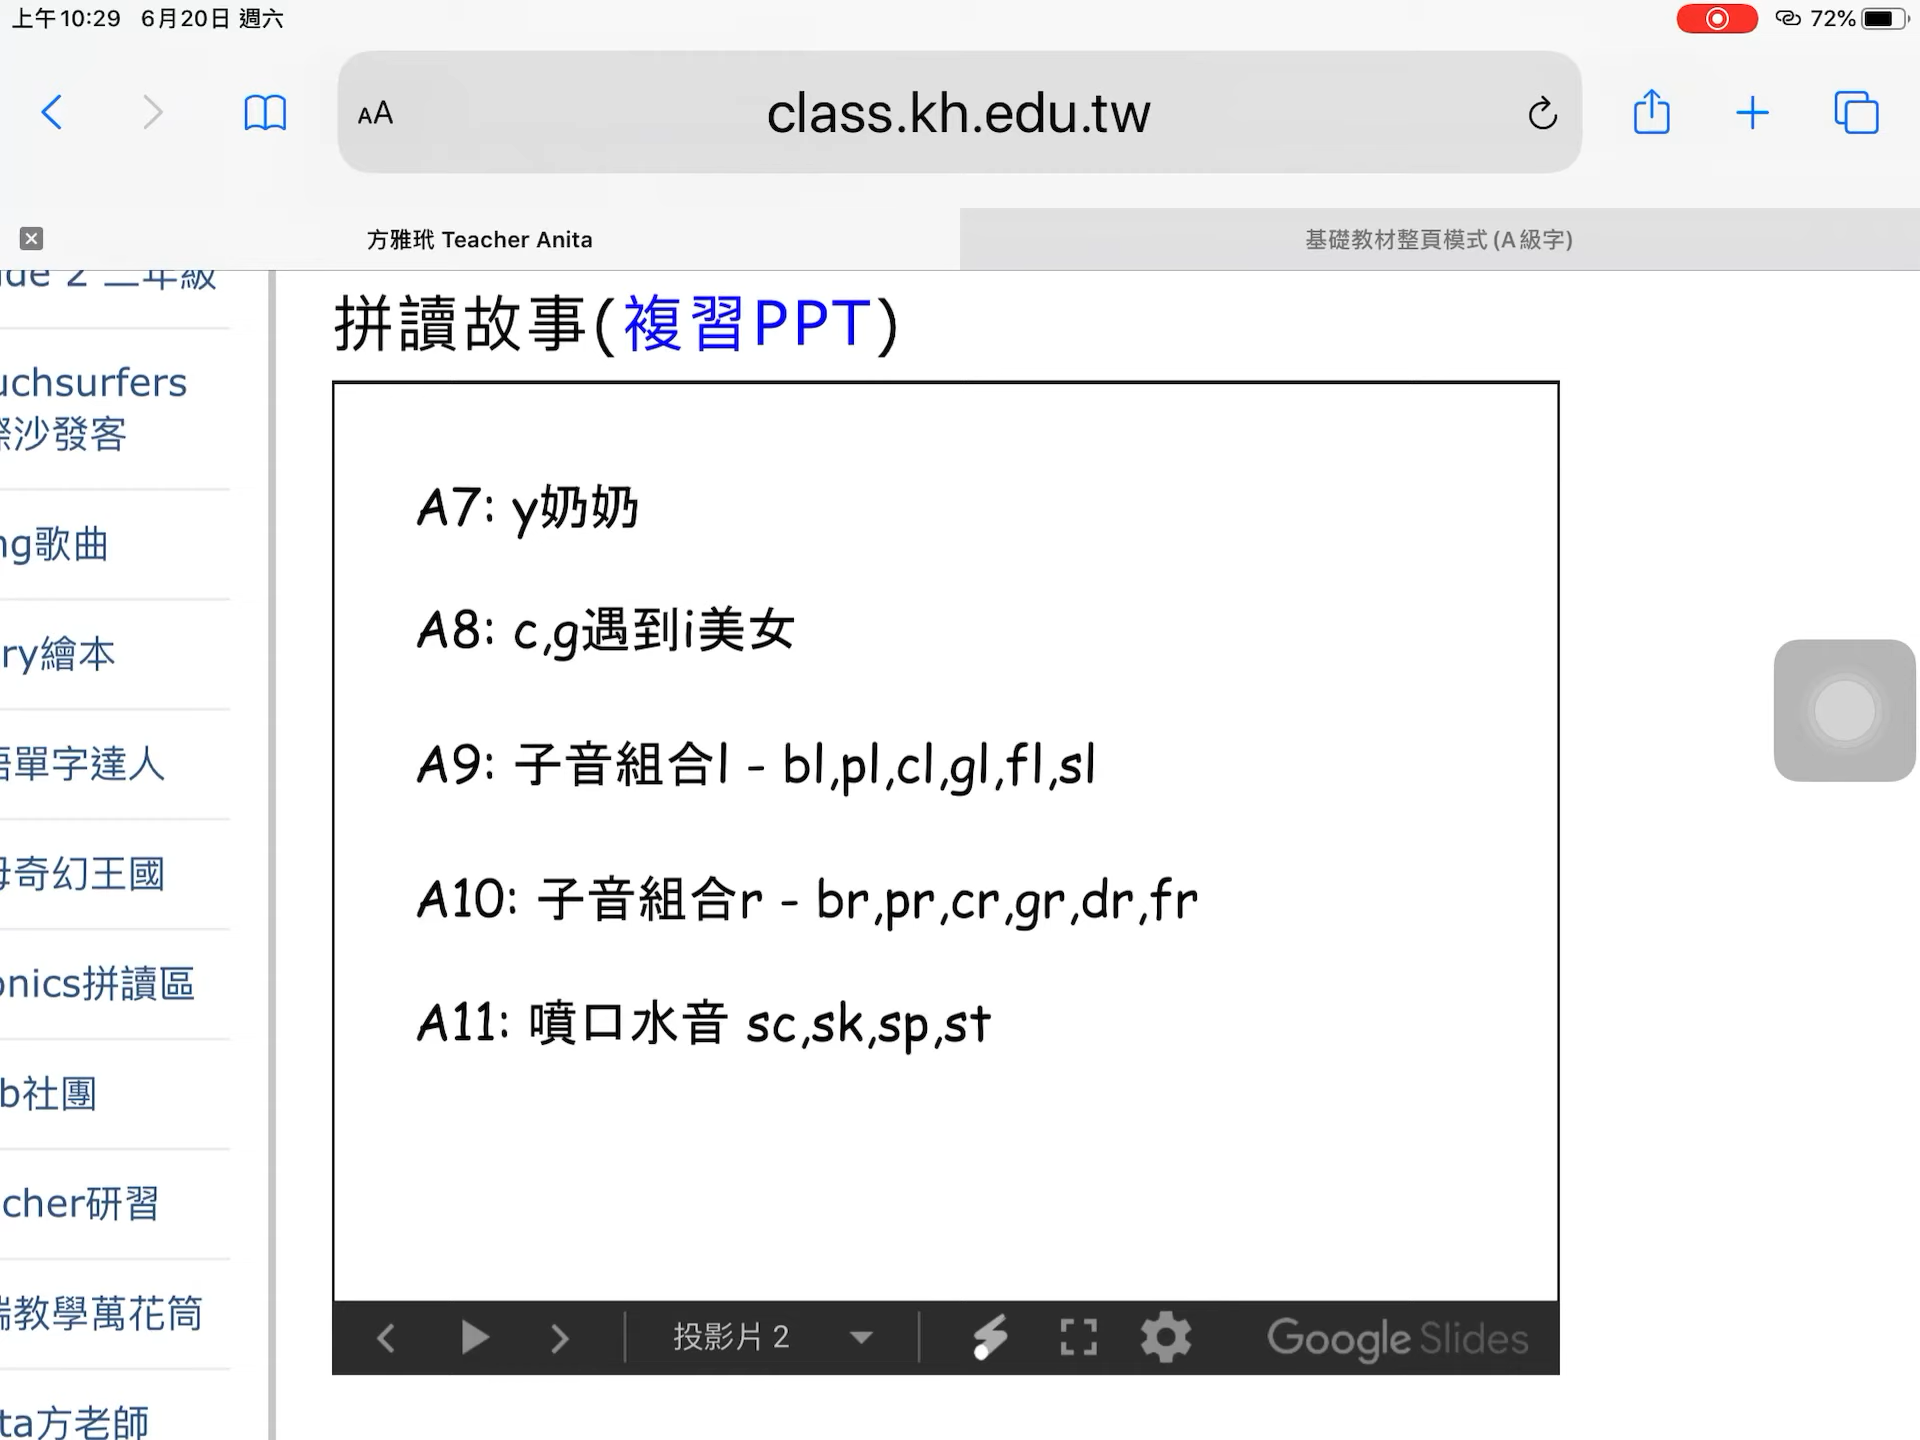 上午10:29 6月20日 週六
72%
AA
class.kh.edu.tw
方雅玳 Teacher Anita
基礎教材整頁模式 (A 級字)
二年級
拼讀故事(複習PPT)
uchsurfers
沙發客
ng歌曲
ry繪本
單字達人
奇幻王國
onics拼讀區
b社團
cher研習
教學萬花筒
ta方老師
A7: y奶奶
A8: c,g遇到i美女
A9: 子音組合l - bl,pl,cl,gl,fl,sl
A10: 子音組合r - br,pr,cr,gr,dr,fr
A11: 噴口水音 sc,sk,sp,st
投影片 2
Google Slides